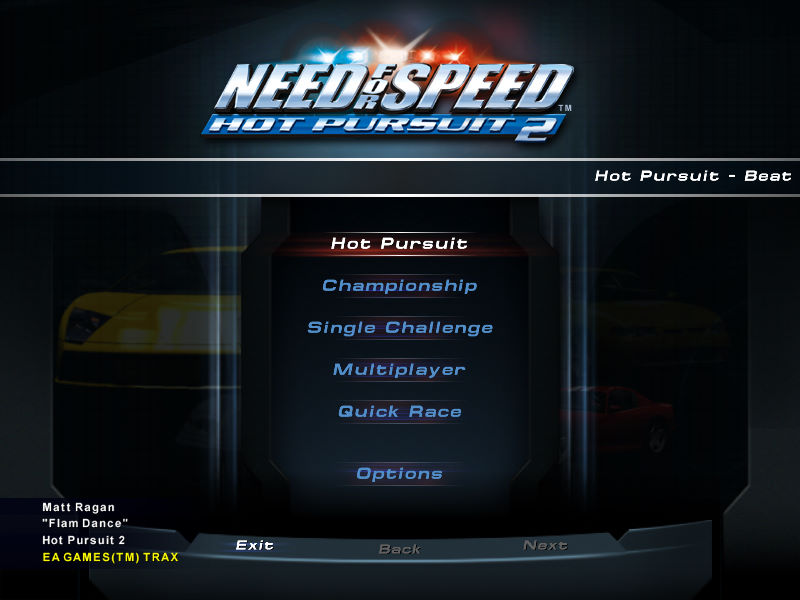 NEED FOR SPEED TM
HOT PURSUIT 2
Hot Pursuit - Beat
Hot Pursuit
Championship
Single Challenge
Multiplayer
Quick Race
Options
Matt Ragan
"Flam Dance"
Hot Pursuit 2
EA GAMES(TM) TRAX
Exit
Back
Next